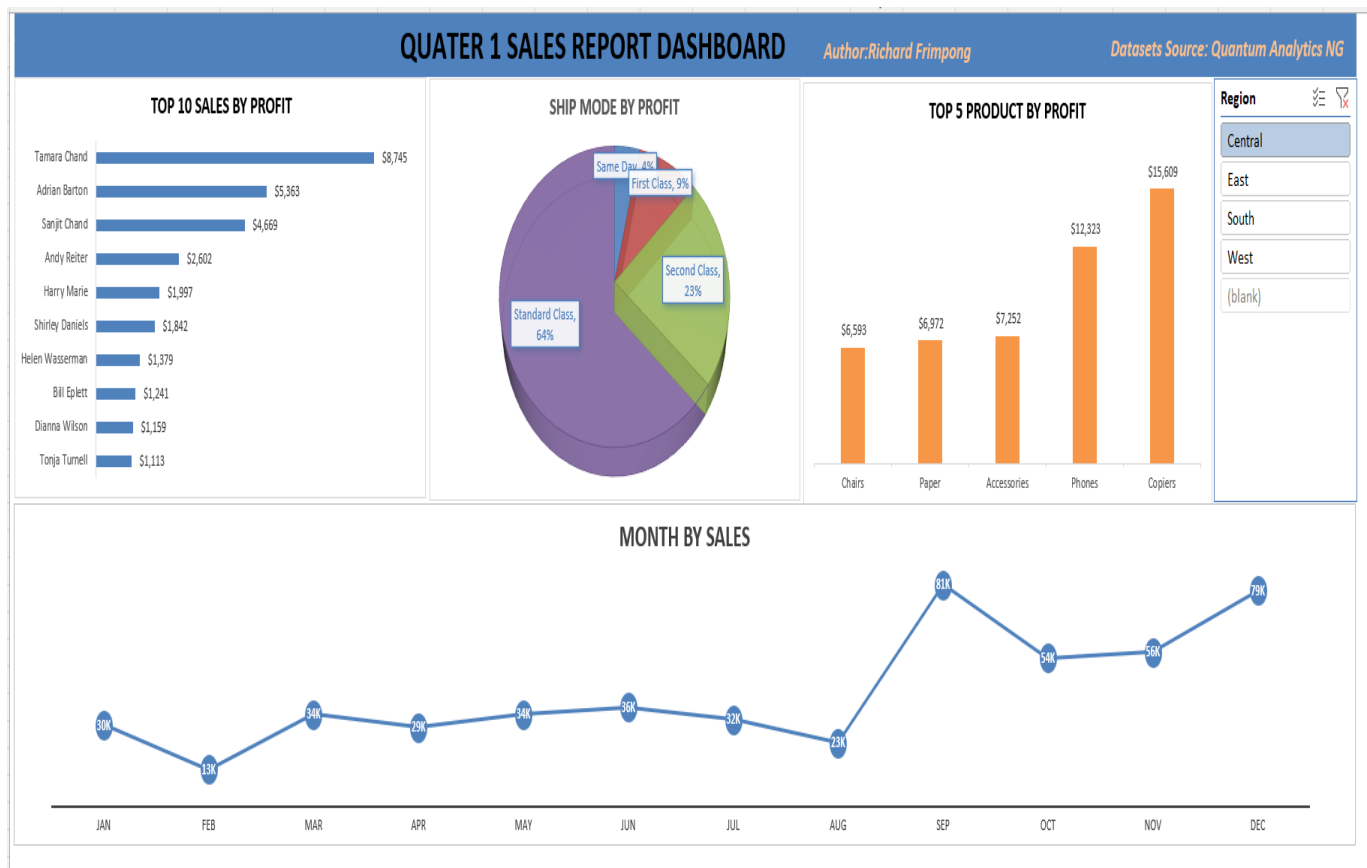 QUATER 1 SALES REPORT DASHBOARD Author:Richard Frimpong Datasets Source: Quantum Analytics NG
TOP 10 SALES BY PROFIT
Tamara Chand $8,745
Adrian Barton $5,363
Sanjit Chand $4,669
Andy Reiter $2,602
Harry Marie $1,997
Shirley Daniels $1,842
Helen Wasserman $1,379
Bill Eplett $1,241
Dianna Wilson $1,159
Tonja Turnell $1,113
SHIP MODE BY PROFIT
Same Day, 4%
First Class, 9%
Second Class,
23%
Standard Class,
64%
TOP 5 PRODUCT BY PROFIT
$6,593 $6,972 $7,252 $12,323 $15,609
Chairs Paper Accessories Phones Copiers
Region
Central
East
South
West
(blank)
MONTH BY SALES
30K 13K 34K 29K 34K 36K 32K 23K 81K 54K 56K 79K
JAN FEB MAR APR MAY JUN JUL AUG SEP OCT NOV DEC